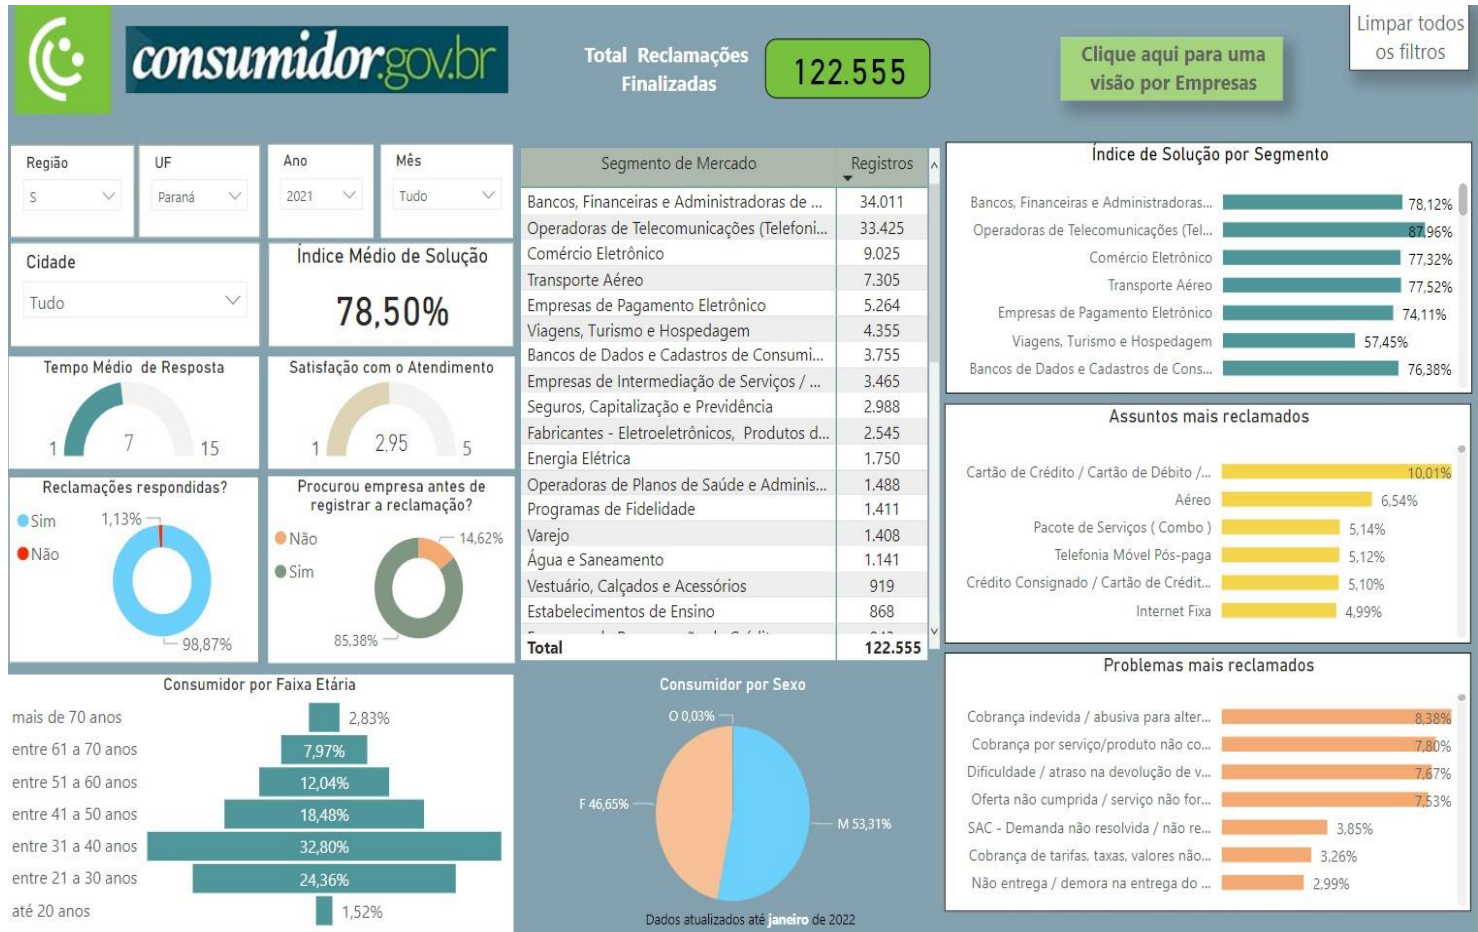 consumidor.gov.br
Total Reclamações
Finalizadas
122.555
Clique aqui para uma
visão por Empresas
Limpar todos
os filtros
Região
S
UF
Paraná
Ano
2021
Mês
Tudo
Cidade
Tudo
Índice Médio de Solução
78,50%
Tempo Médio de Resposta
1
7
15
Satisfação com o Atendimento
1
2.95
5
Reclamações respondidas?
Sim
Não
1,13%
98,87%
Procurou empresa antes de
registrar a reclamação?
Não
Sim
14,62%
85,38%
Segmento de Mercado Registros
Bancos, Financeiras e Administradoras de ... 34.011
Operadoras de Telecomunicações (Telefoni... 33.425
Comércio Eletrônico 9.025
Transporte Aéreo 7.305
Empresas de Pagamento Eletrônico 5.264
Viagens, Turismo e Hospedagem 4.355
Bancos de Dados e Cadastros de Consumi... 3.755
Empresas de Intermediação de Serviços / ... 3.465
Seguros, Capitalização e Previdência 2.988
Fabricantes - Eletroeletrônicos, Produtos d... 2.545
Energia Elétrica 1.750
Operadoras de Planos de Saúde e Adminis... 1.488
Programas de Fidelidade 1.411
Varejo 1.408
Água e Saneamento 1.141
Vestuário, Calçados e Acessórios 919
Estabelecimentos de Ensino 868
Total 122.555
Índice de Solução por Segmento
Bancos, Financeiras e Administradoras... 78,12%
Operadoras de Telecomunicações (Tel... 87,96%
Comércio Eletrônico 77,32%
Transporte Aéreo 77,52%
Empresas de Pagamento Eletrônico 74,11%
Viagens, Turismo e Hospedagem 57,45%
Bancos de Dados e Cadastros de Cons... 76,38%
Assuntos mais reclamados
Cartão de Crédito / Cartão de Débito /... 10,01%
Aéreo 6,54%
Pacote de Serviços ( Combo ) 5,14%
Telefonia Móvel Pós-paga 5,12%
Crédito Consignado / Cartão de Crédit... 5,10%
Internet Fixa 4,99%
Problemas mais reclamados
Cobrança indevida / abusiva para alter... 8,38%
Cobrança por serviço/produto não co... 7,80%
Dificuldade / atraso na devolução de v... 7,67%
Oferta não cumprida / serviço não for... 7,53%
SAC - Demanda não resolvida / não re... 3,85%
Cobrança de tarifas, taxas, valores não... 3,26%
Não entrega / demora na entrega do ... 2,99%
Consumidor por Faixa Etária
mais de 70 anos 2,83%
entre 61 a 70 anos 7,97%
entre 51 a 60 anos 12,04%
entre 41 a 50 anos 18,48%
entre 31 a 40 anos 32,80%
entre 21 a 30 anos 24,36%
até 20 anos 1,52%
Consumidor por Sexo
O 0,03%
F 46,65%
M 53,31%
Dados atualizados até janeiro de 2022